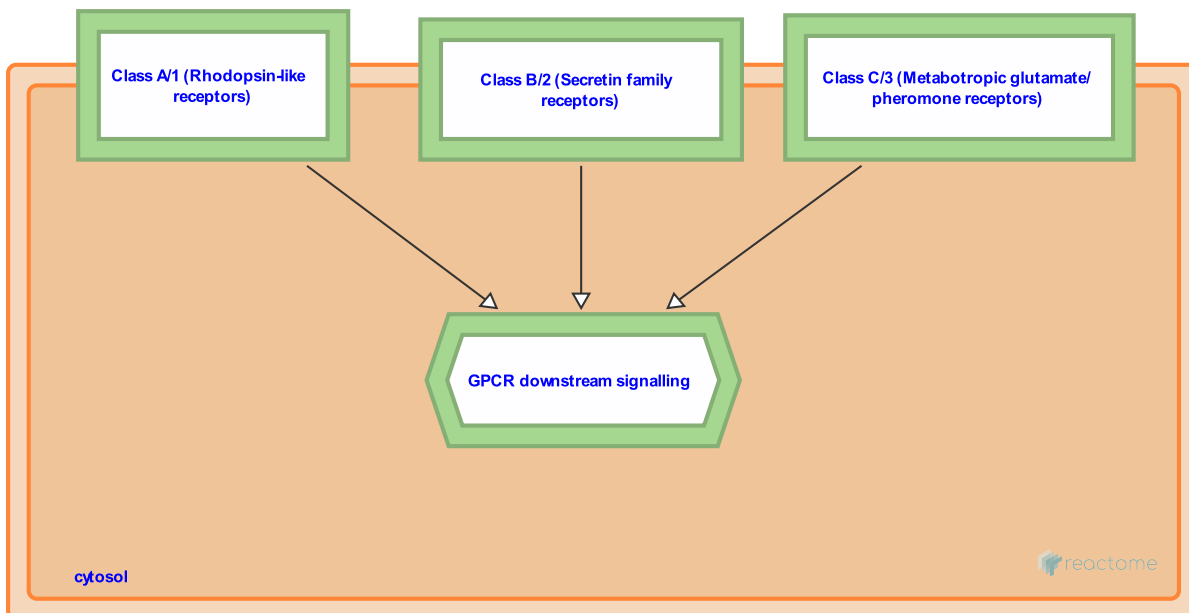 Class A/1 (Rhodopsin-like
receptors)
Class B/2 (Secretin family
receptors)
Class C/3 (Metabotropic glutamate/
pheromone receptors)
GPCR downstream signalling
cytosol
reactome